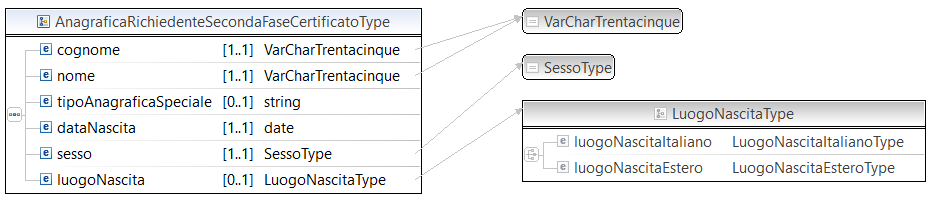 AnagraficaRichiedenteSecondaFaseCertificatoType
cognome [1..1] VarCharTrentacinque
nome [1..1] VarCharTrentacinque
tipoAnagraficaSpeciale [0..1] string
dataNascita [1..1] date
sesso [1..1] SessoType
luogoNascita [0..1] LuogoNascitaType
VarCharTrentacinque
SessoType
LuogoNascitaType
luogoNascitaItaliano LuogoNascitaItalianoType
luogoNascitaEstero LuogoNascitaEsteroType